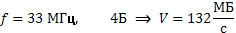 f = 33 МГц, 4Б ⇒ V = 132 МБ/с